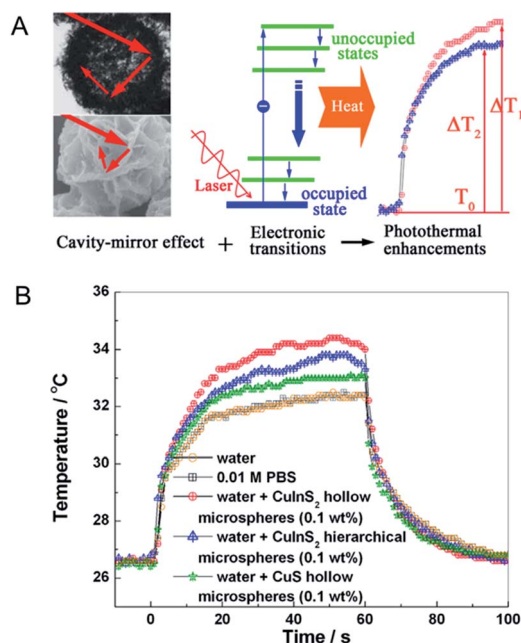 A
unoccupied
states
Heat
Laser
occupied
state
ΔT₁
ΔT₂
T₀
Cavity-mirror effect + Electronic transitions Photothermal enhancements
B
Temperature / °C
36
34
32
30
28
26
water
0.01 M PBS
water + CuInS₂ hollow
microspheres (0.1 wt%)
water + CuInS₂ hierarchical
microspheres (0.1 wt%)
water + CuS hollow
microspheres (0.1 wt%)
0 20 40 60 80 100
Time / s